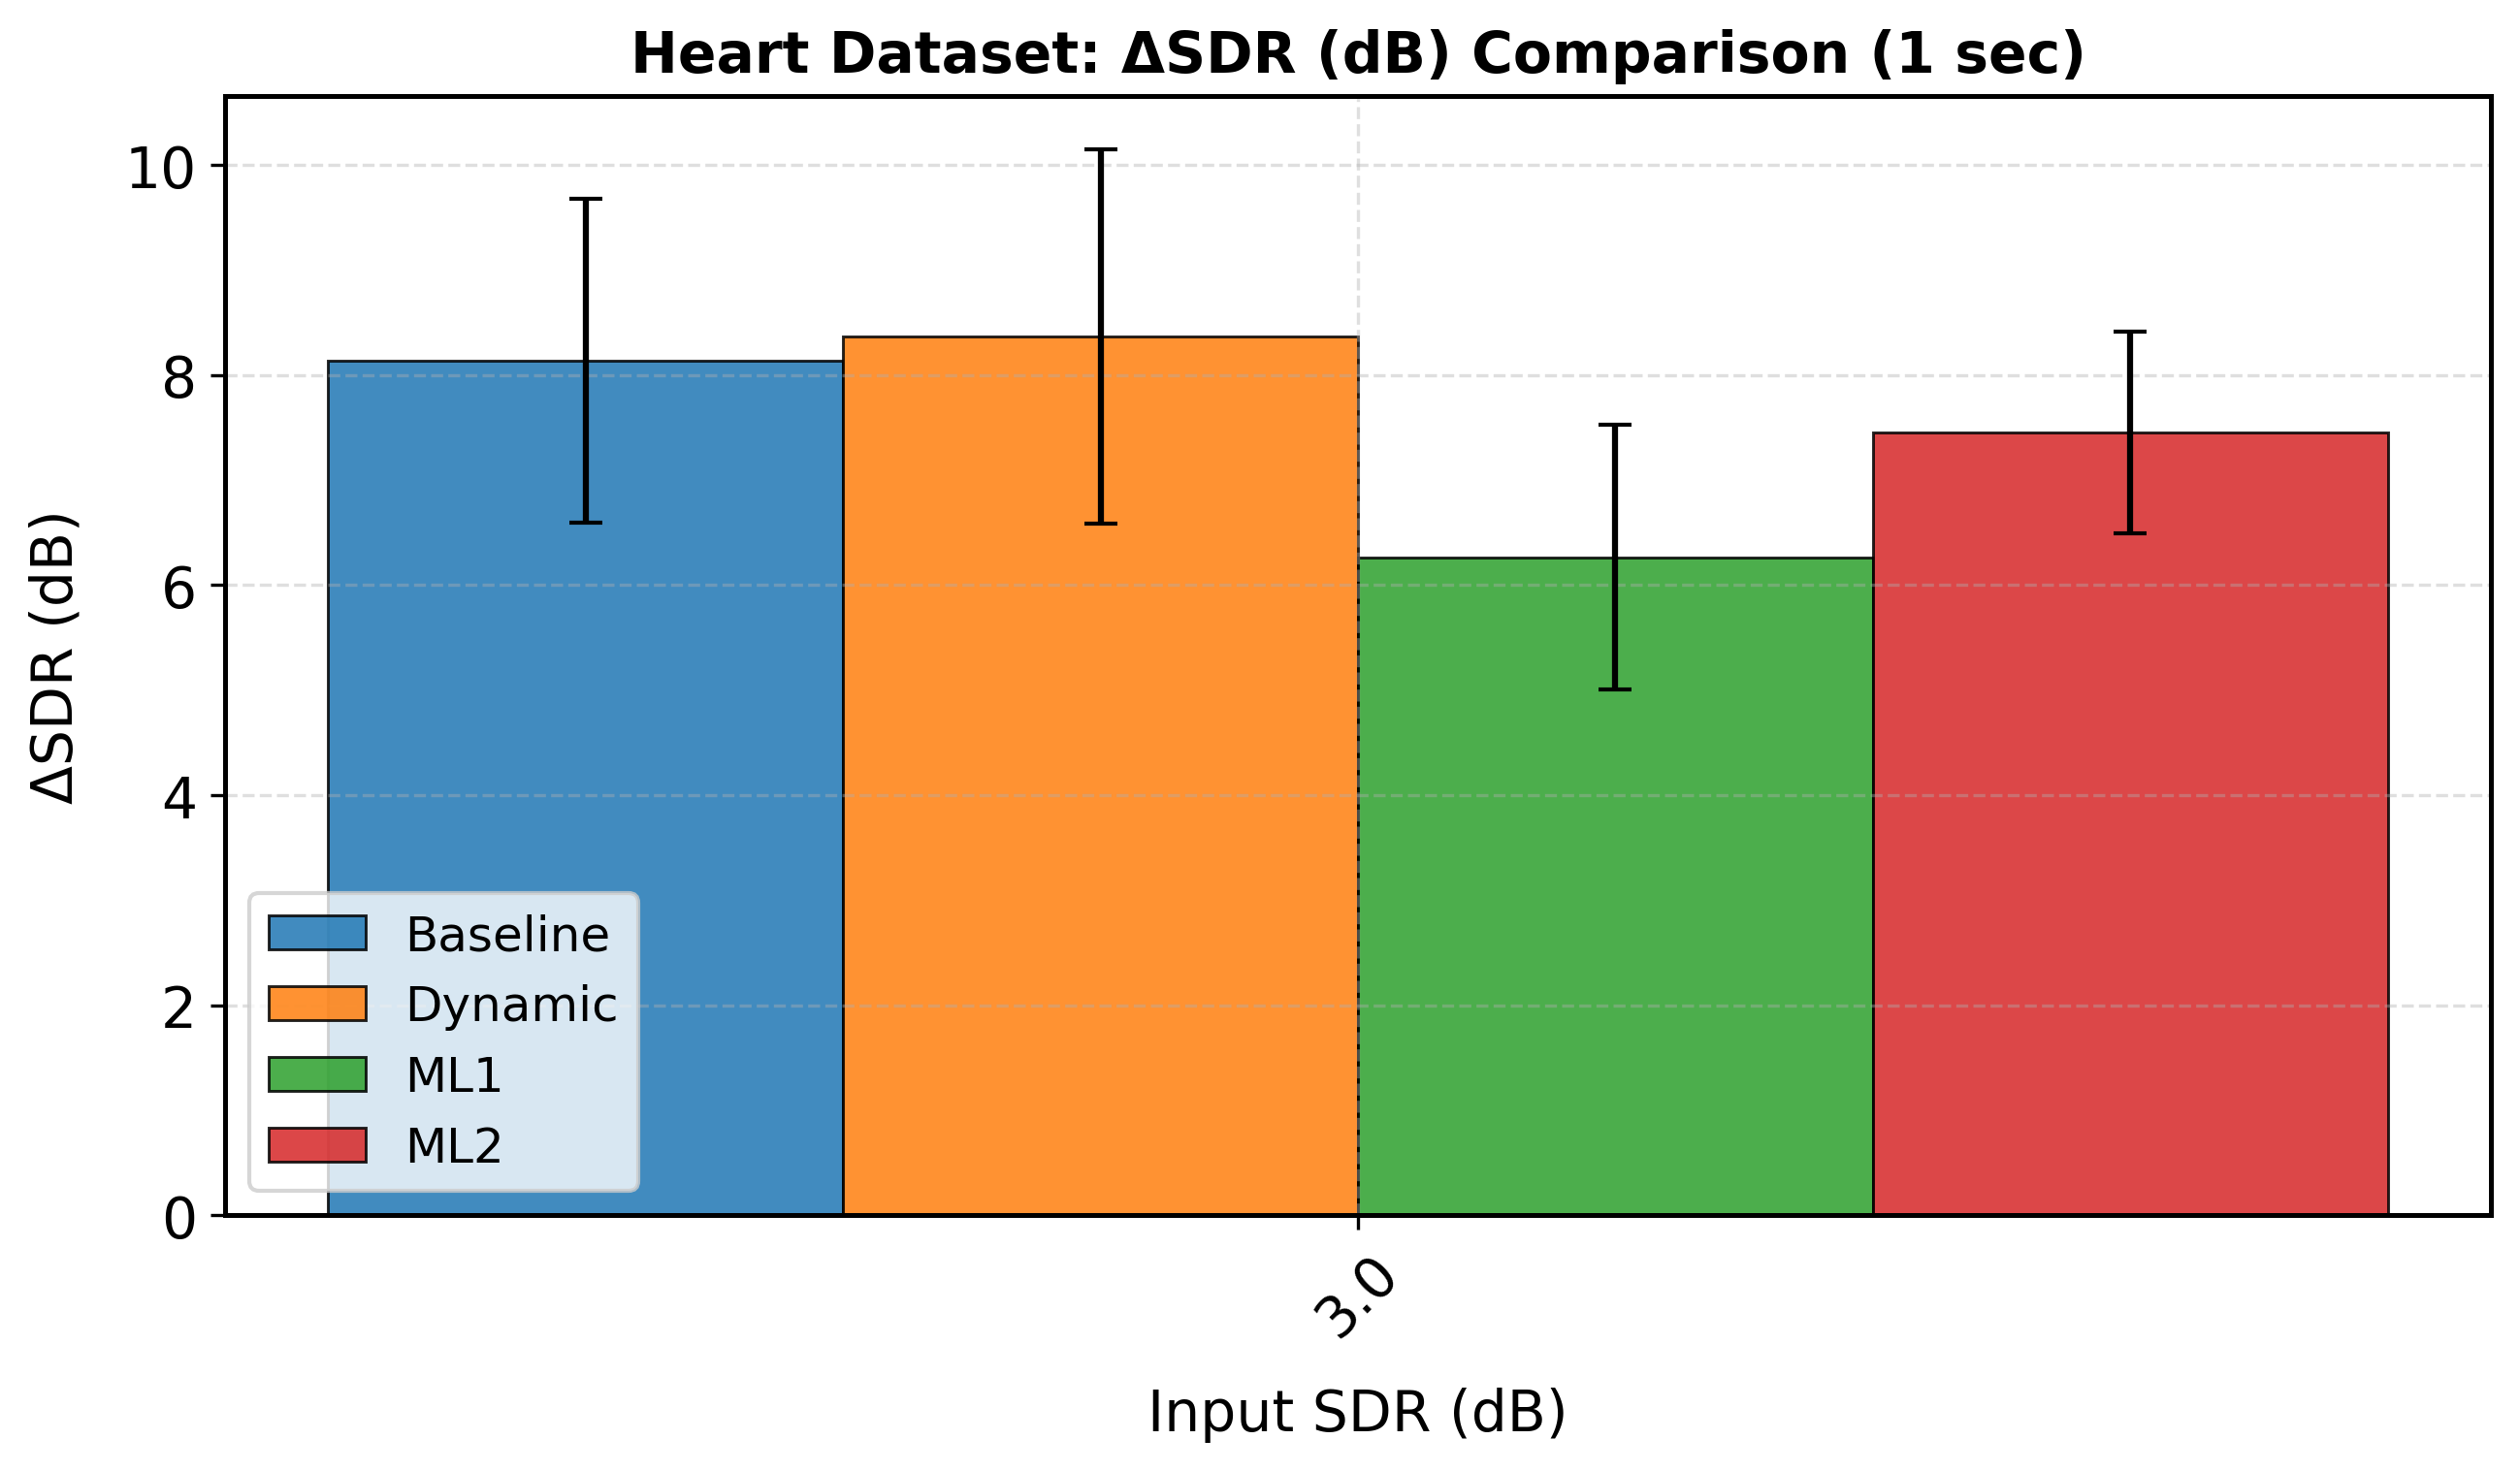 Heart Dataset: ΔSDR (dB) Comparison (1 sec)
ΔSDR (dB)
10
8
6
4
2
0
Baseline
Dynamic
ML1
ML2
3.0
Input SDR (dB)